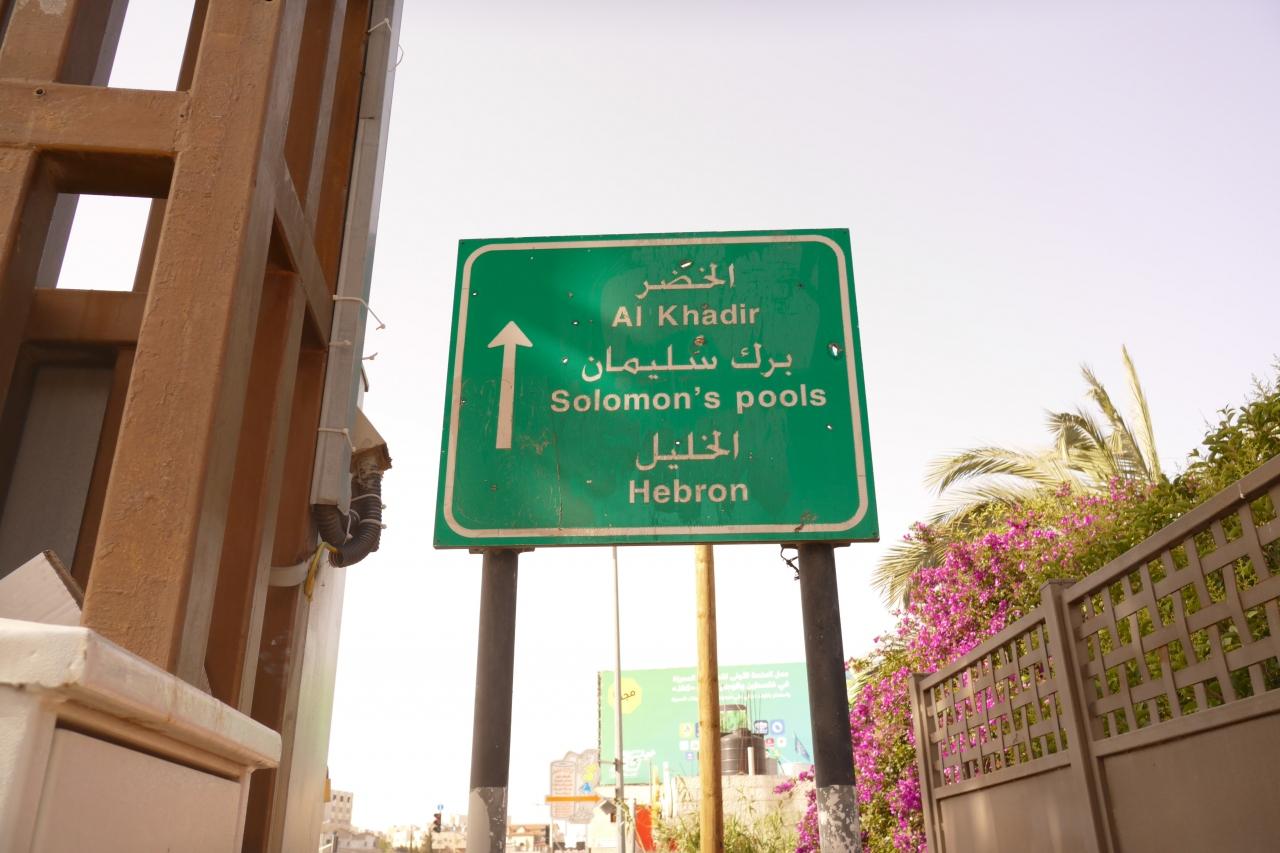 الخضر
Al Khadir
برك سليمان
Solomon's pools
الخليل
Hebron